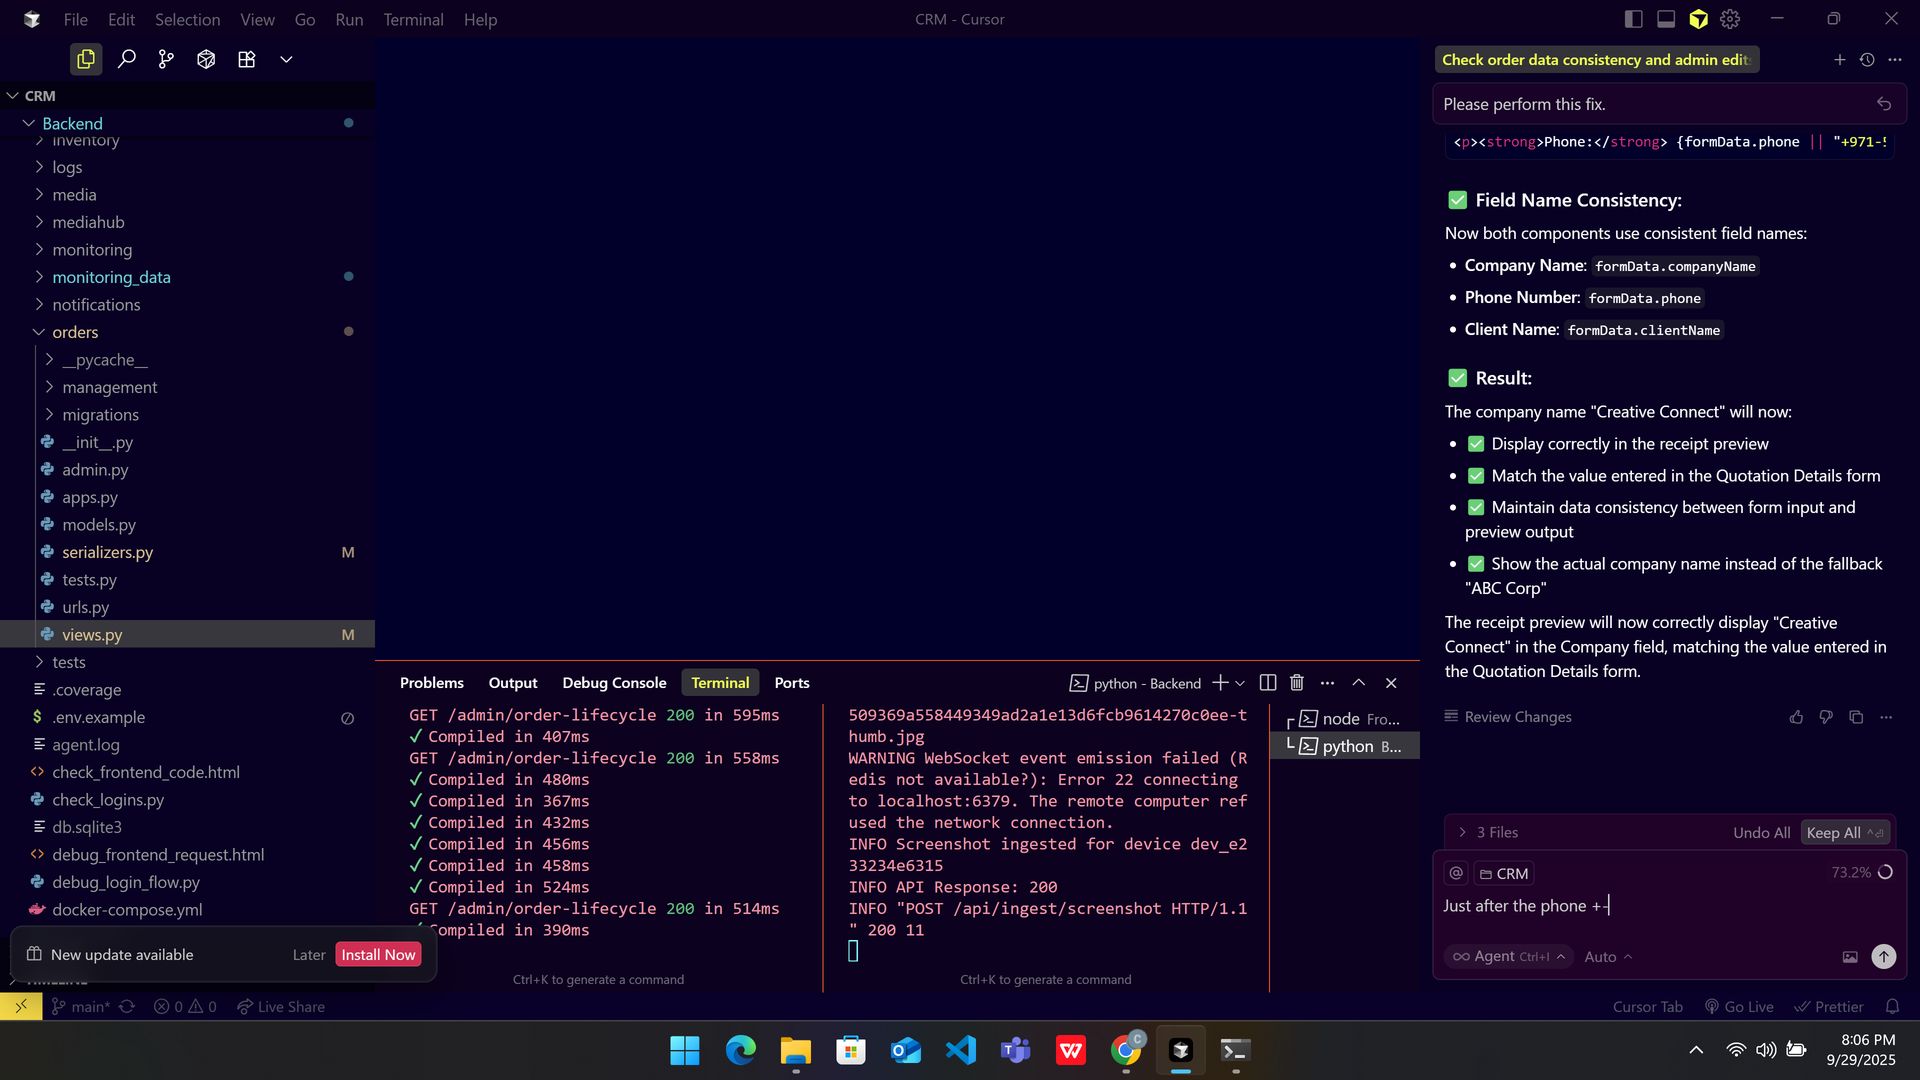 File Edit Selection View Go Run Terminal Help
CRM - Cursor
CRM
Backend
inventory
logs
media
mediahub
monitoring
monitoring_data
notifications
orders
__pycache__
management
migrations
__init__.py
admin.py
apps.py
models.py
serializers.py M
tests.py
urls.py
views.py M
tests
.coverage
.env.example
agent.log
check_frontend_code.html
check_logins.py
db.sqlite3
debug_frontend_request.html
debug_login_flow.py
docker-compose.yml
New update available Later Install Now
TIMELINE
Problems Output Debug Console Terminal Ports
python - Backend
GET /admin/order-lifecycle 200 in 595ms
✓ Compiled in 407ms
GET /admin/order-lifecycle 200 in 558ms
✓ Compiled in 480ms
✓ Compiled in 367ms
✓ Compiled in 432ms
✓ Compiled in 456ms
✓ Compiled in 458ms
✓ Compiled in 524ms
GET /admin/order-lifecycle 200 in 514ms
✓ Compiled in 390ms
Ctrl+K to generate a command
509369a558449349ad2a1e13d6fcb9614270c0ee-t
humb.jpg
WARNING WebSocket event emission failed (R
edis not available?): Error 22 connecting
to localhost:6379. The remote computer ref
used the network connection.
INFO Screenshot ingested for device dev_e2
33234e6315
INFO API Response: 200
INFO "POST /api/ingest/screenshot HTTP/1.1
" 200 11
Ctrl+K to generate a command
node Fro...
python B...
Check order data consistency and admin edit
Please perform this fix.
<p><strong>Phone:</strong> {formData.phone || "+971-5
✅ Field Name Consistency:
Now both components use consistent field names:
• Company Name: formData.companyName
• Phone Number: formData.phone
• Client Name: formData.clientName
✅ Result:
The company name "Creative Connect" will now:
• ✅ Display correctly in the receipt preview
• ✅ Match the value entered in the Quotation Details form
• ✅ Maintain data consistency between form input and
preview output
• ✅ Show the actual company name instead of the fallback
"ABC Corp"
The receipt preview will now correctly display "Creative
Connect" in the Company field, matching the value entered in
the Quotation Details form.
Review Changes
3 Files Undo All Keep All
@ CRM 73.2%
Just after the phone +-
Agent Ctrl+I Auto
main* 0 0 Live Share
Cursor Tab Go Live Prettier
8:06 PM
9/29/2025